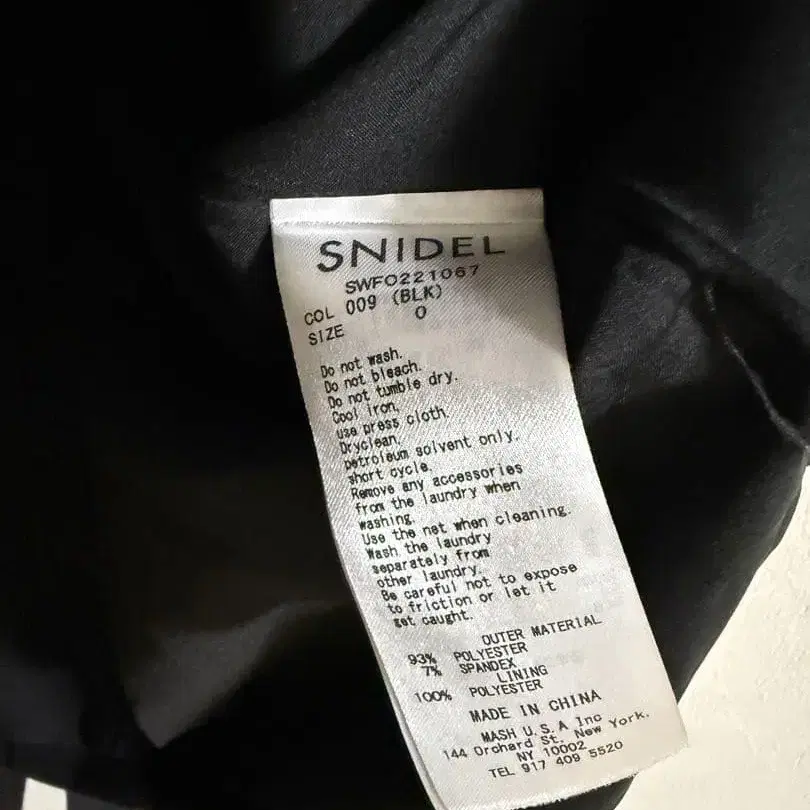 SNIDEL
SWFO221067
COL 009 (BLK)
SIZE 0
Do not wash.
Do not bleach.
Do not tumble dry.
Cool iron.
use press cloth.
Dryclean.
petroleum solvent only.
short cycle.
Remove any accessories
from the laundry when
washing.
Use the net when cleaning.
Wash the laundry
separately from
other laundry.
Be careful not to expose
to friction or let it
get caught.
OUTER MATERIAL
93% POLYESTER
7% SPANDEX
LINING
100% POLYESTER
MADE IN CHINA
MASH U.S.A Inc
144 Orchard St. New York.
NY 10002
TEL 917 409 5520